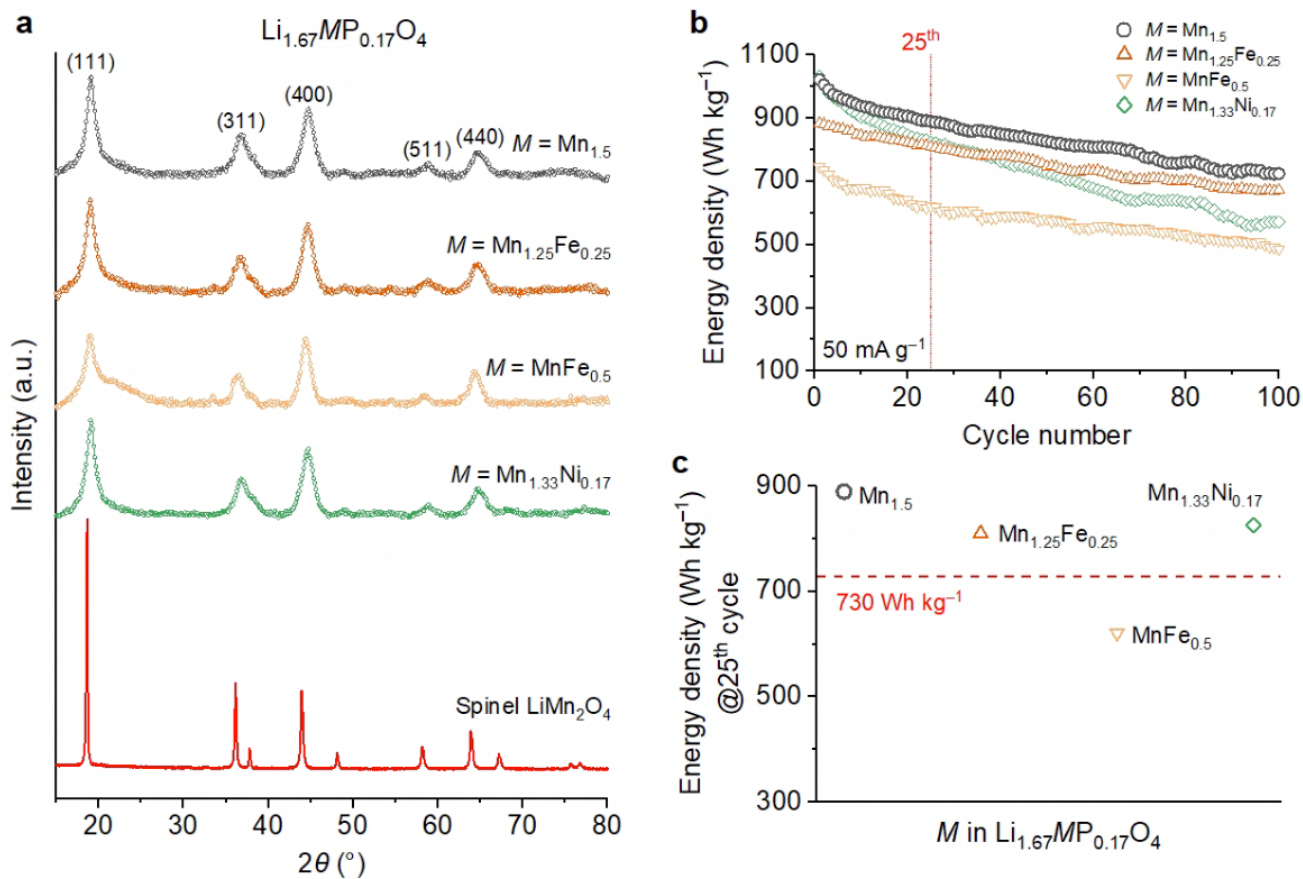 a
Li₁.₆₇MP₀.₁₇O₄
(111)
(311)
(400)
(511)
(440)
M = Mn₁.₅
M = Mn₁.₂₅Fe₀.₂₅
M = MnFe₀.₅
M = Mn₁.₃₃Ni₀.₁₇
Spinel LiMn₂O₄
Intensity (a.u.)
20 30 40 50 60 70 80
2θ (°)
b
25ᵗʰ
M = Mn₁.₅
M = Mn₁.₂₅Fe₀.₂₅
M = MnFe₀.₅
M = Mn₁.₃₃Ni₀.₁₇
Energy density (Wh kg⁻¹)
1100
900
700
500
300
100
50 mA g⁻¹
0 20 40 60 80 100
Cycle number
c
Energy density (Wh kg⁻¹)
@25ᵗʰ cycle
900
700
500
300
Mn₁.₅
Mn₁.₂₅Fe₀.₂₅
Mn₁.₃₃Ni₀.₁₇
730 Wh kg⁻¹
MnFe₀.₅
M in Li₁.₆₇MP₀.₁₇O₄